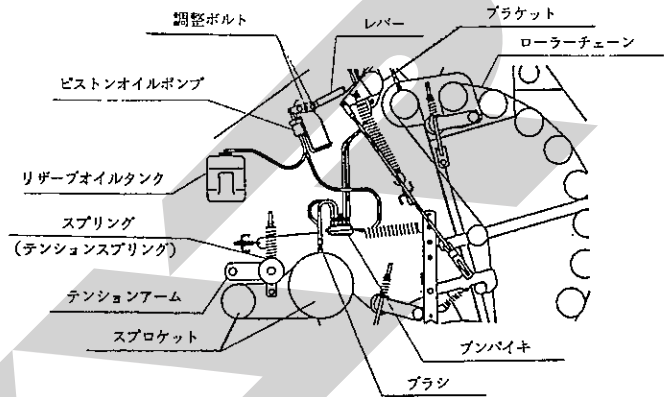 調整ボルト
レバー
ブラケット
ローラーチェーン
ピストンオイルポンプ
リザーブオイルタンク
スプリング
(テンションスプリング)
テンションアーム
スプロケット
ブンパイキ
ブラシ